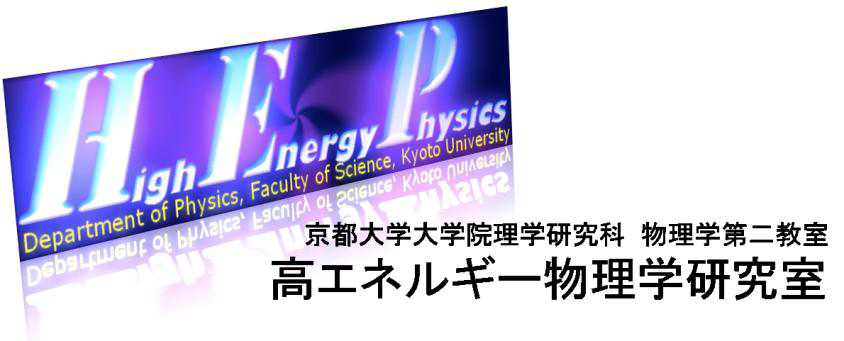 High Energy Physics
Department of Physics, Faculty of Science, Kyoto University
京都大学大学院理学研究科 物理学第二教室
高エネルギー物理学研究室